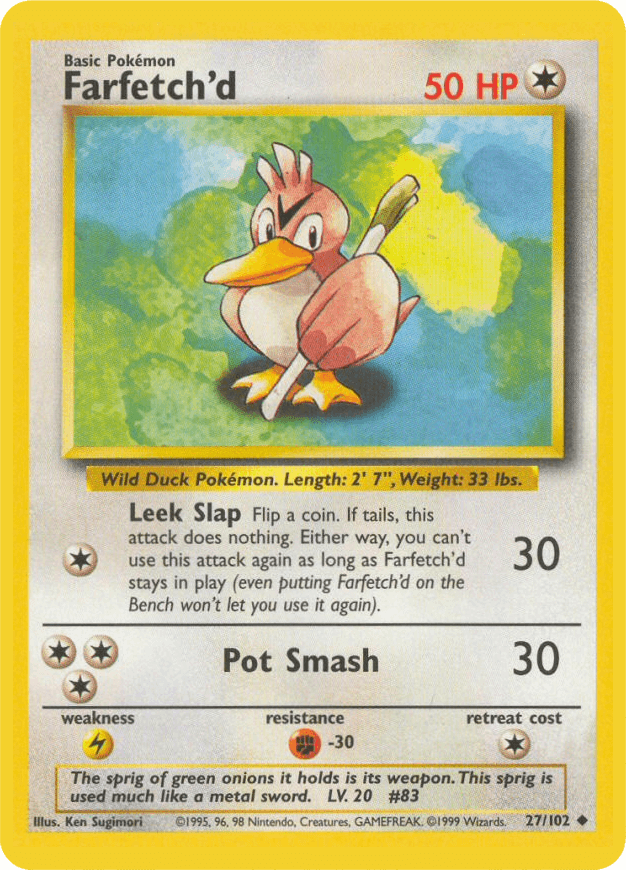 Basic Pokémon
Farfetch’d 50 HP
Wild Duck Pokémon. Length: 2' 7", Weight: 33 lbs.
Leek Slap Flip a coin. If tails, this
attack does nothing. Either way, you can’t
use this attack again as long as Farfetch’d
stays in play (even putting Farfetch’d on the
Bench won’t let you use it again).
30
Pot Smash 30
weakness resistance retreat cost
-30
The sprig of green onions it holds is its weapon. This sprig is
used much like a metal sword. LV. 20 #83
Illus. Ken Sugimori ©1995, 96, 98 Nintendo, Creatures, GAMEFREAK. ©1999 Wizards. 27/102